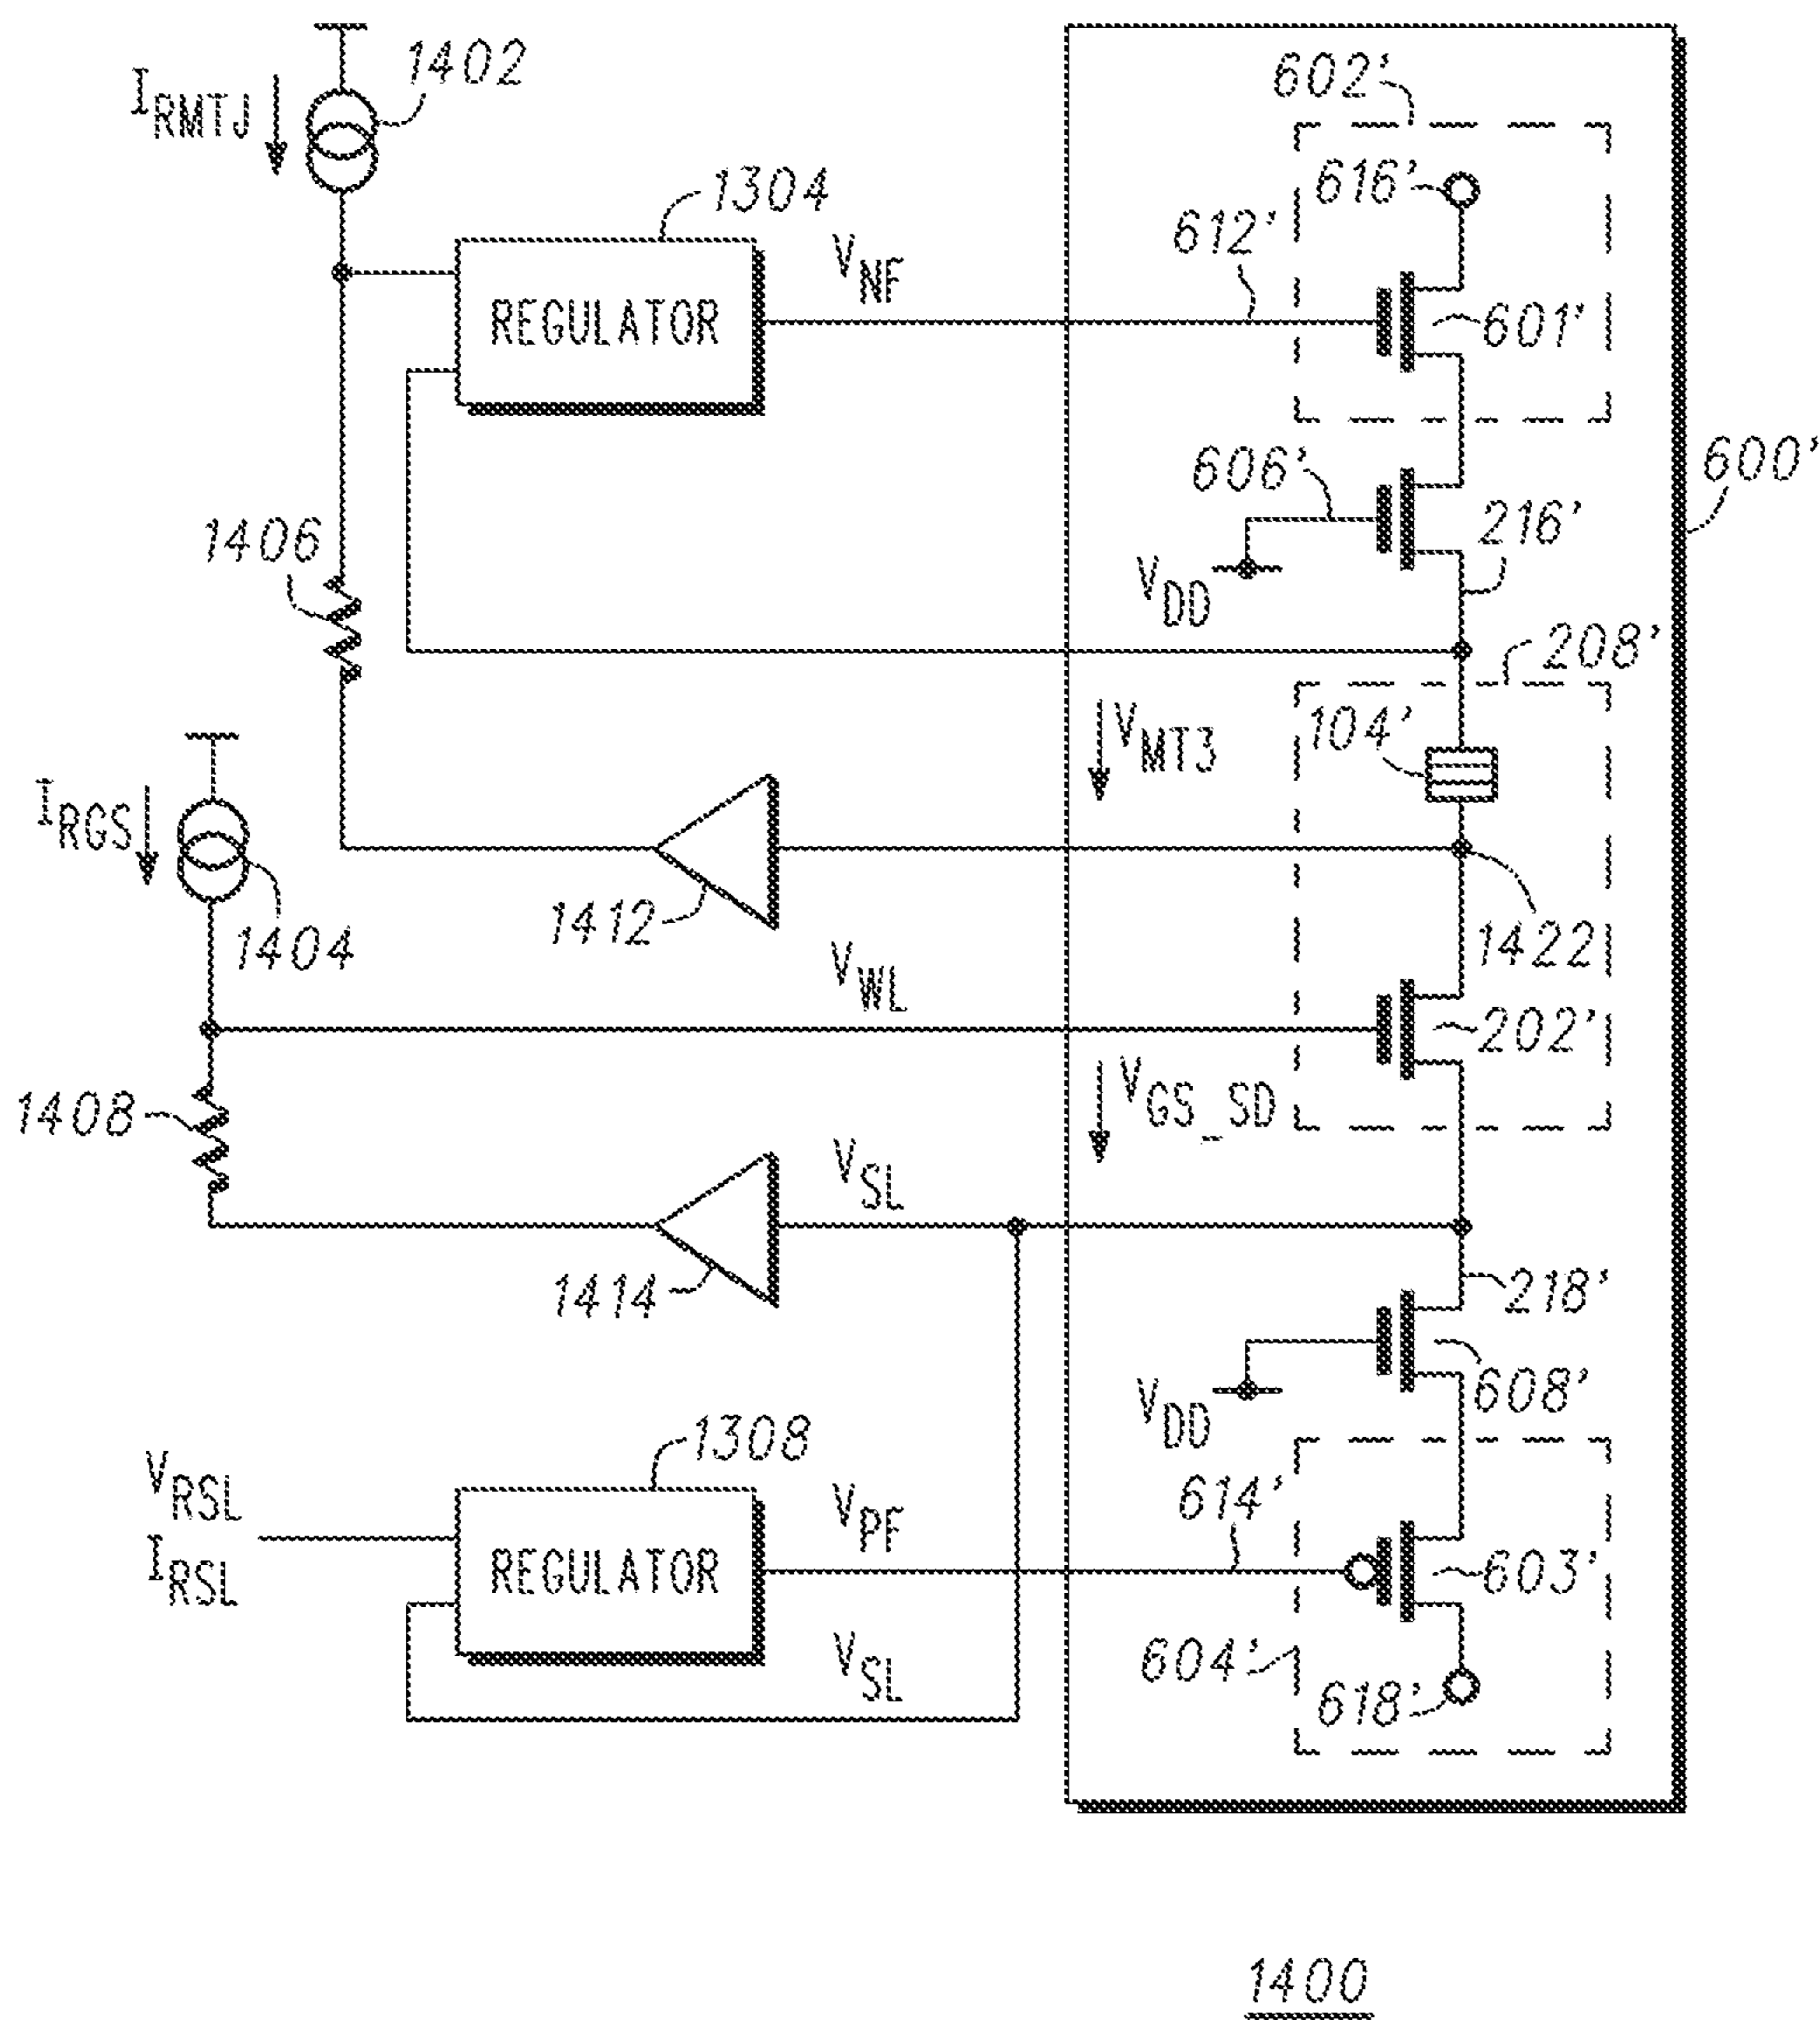 1402
I_RMTJ
602'
616'
1304
612'
V_NF
REGULATOR
601'
600'
606'
216'
1406
V_DD
208'
V_MT3
104'
I_RGS
1404
1412
1422
V_WL
202'
V_GS_SD
1408
V_SL
1414
218'
V_DD
608'
1308
V_RSL
V_PF
614'
I_RSL
REGULATOR
603'
V_SL
604'
618'
1400